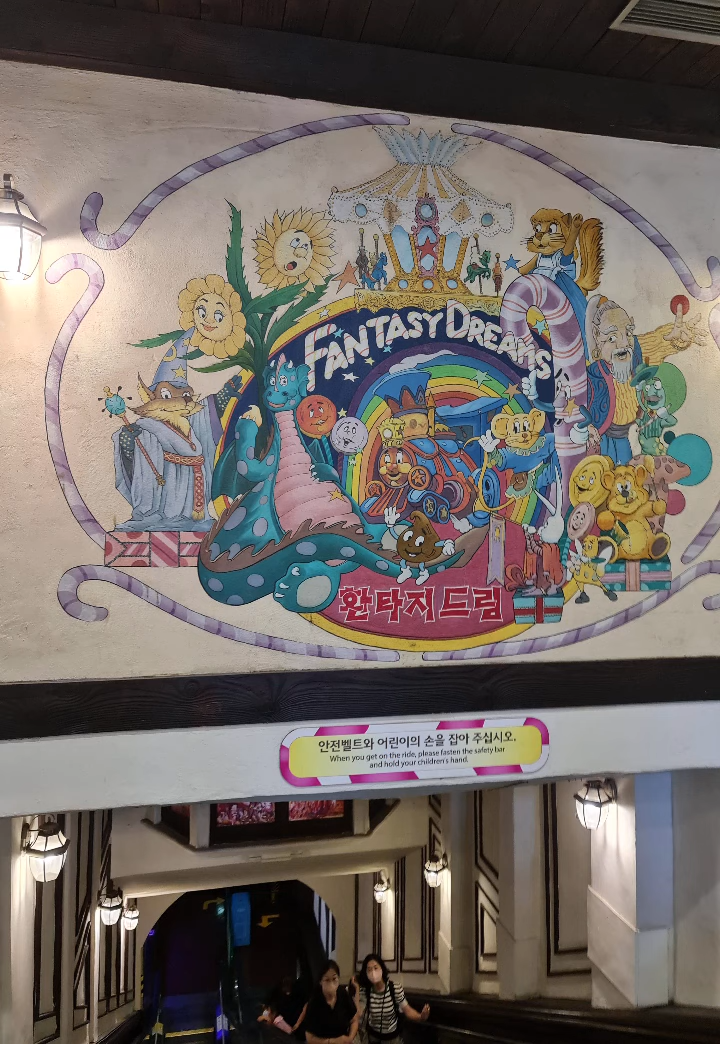 FANTASY DREAMS
환타지드림
안전벨트와 어린이의 손을 잡아 주십시오.
When you get on the ride, please fasten the safety bar
and hold your children's hand.